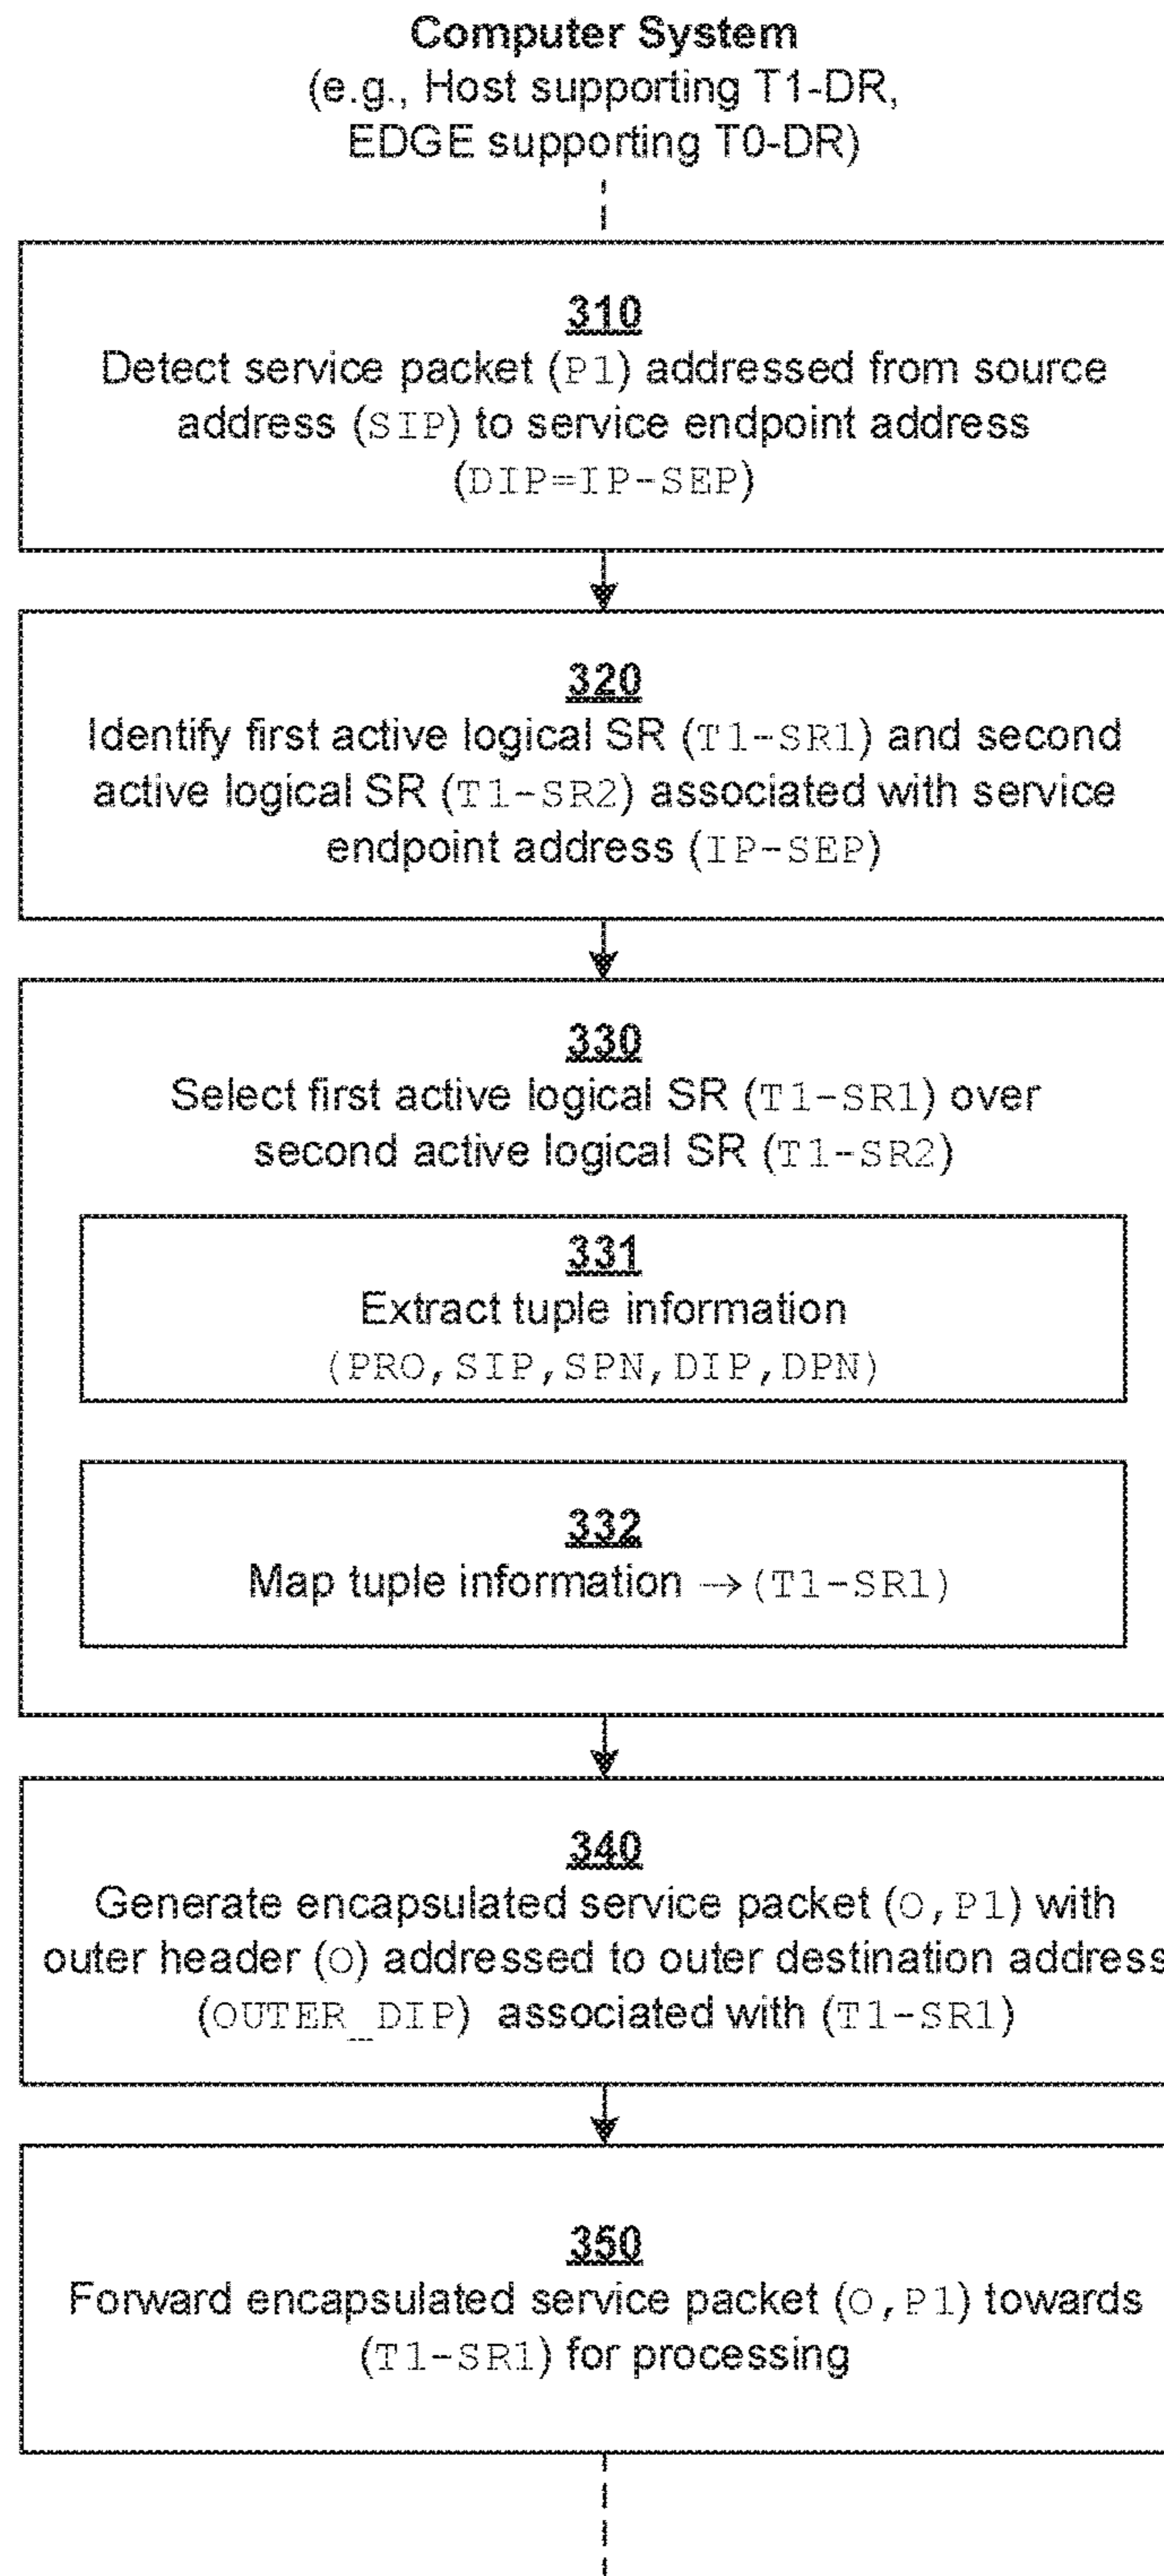 Computer System
(e.g., Host supporting T1-DR,
EDGE supporting T0-DR)
310
Detect service packet (P1) addressed from source
address (SIP) to service endpoint address
(DIP=IP-SEP)
320
Identify first active logical SR (T1-SR1) and second
active logical SR (T1-SR2) associated with service
endpoint address (IP-SEP)
330
Select first active logical SR (T1-SR1) over
second active logical SR (T1-SR2)
331
Extract tuple information
(PRO,SIP,SPN,DIP,DPN)
332
Map tuple information →(T1-SR1)
340
Generate encapsulated service packet (O,P1) with
outer header (O) addressed to outer destination address
(OUTER_DIP) associated with (T1-SR1)
350
Forward encapsulated service packet (O,P1) towards
(T1-SR1) for processing